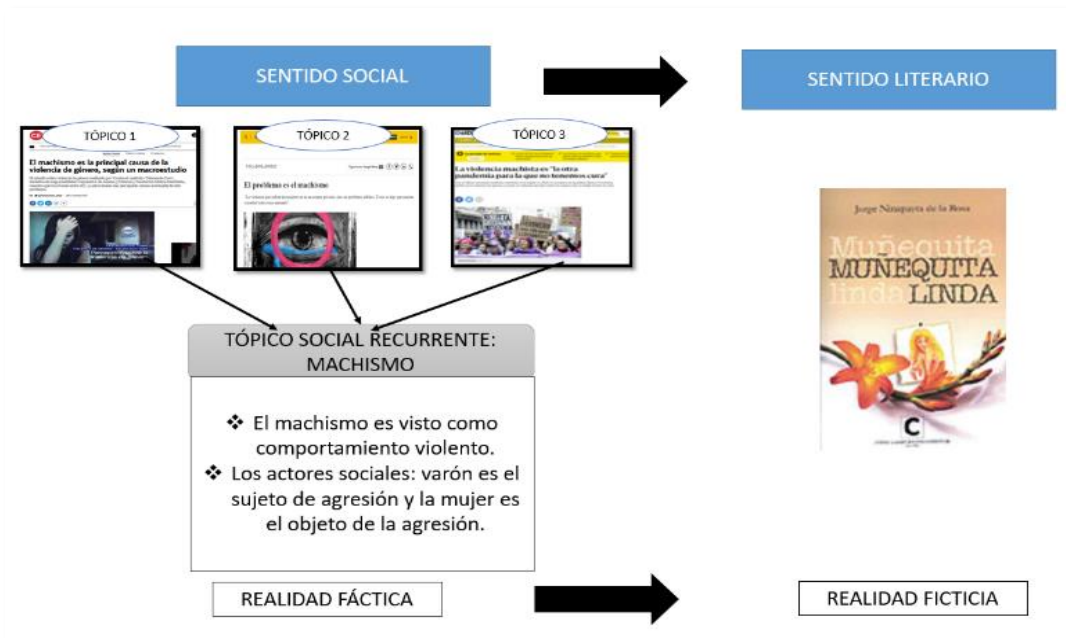 SENTIDO SOCIAL
SENTIDO LITERARIO
TÓPICO 1
TÓPICO 2
TÓPICO 3
El machismo es la principal causa de la
violencia de género, según un macroestudio
El problema es el machismo
La violencia machista es "la otra
pandemia para la que no tenemos cura"
Jorge Ninapayta de la Rosa
Muñequita
MUÑEQUITA
linda LINDA
C
TÓPICO SOCIAL RECURRENTE:
MACHISMO
❖ El machismo es visto como
comportamiento violento.
❖ Los actores sociales: varón es el
sujeto de agresión y la mujer es
el objeto de la agresión.
REALIDAD FÁCTICA
REALIDAD FICTICIA